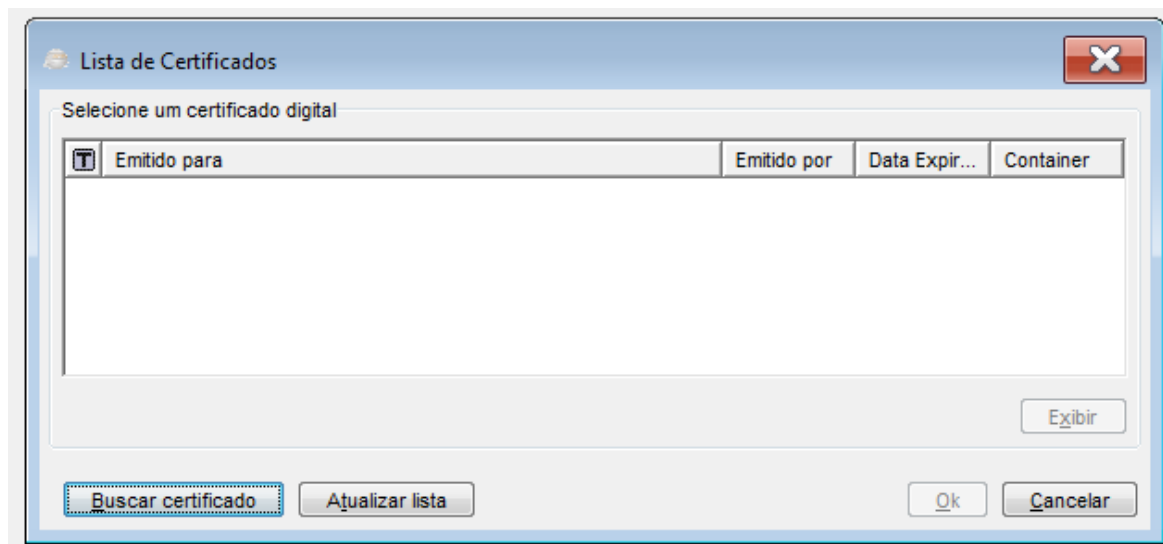 Lista de Certificados
Selecione um certificado digital
T Emitido para Emitido por Data Expir... Container
Exibir
Buscar certificado Atualizar lista Ok Cancelar